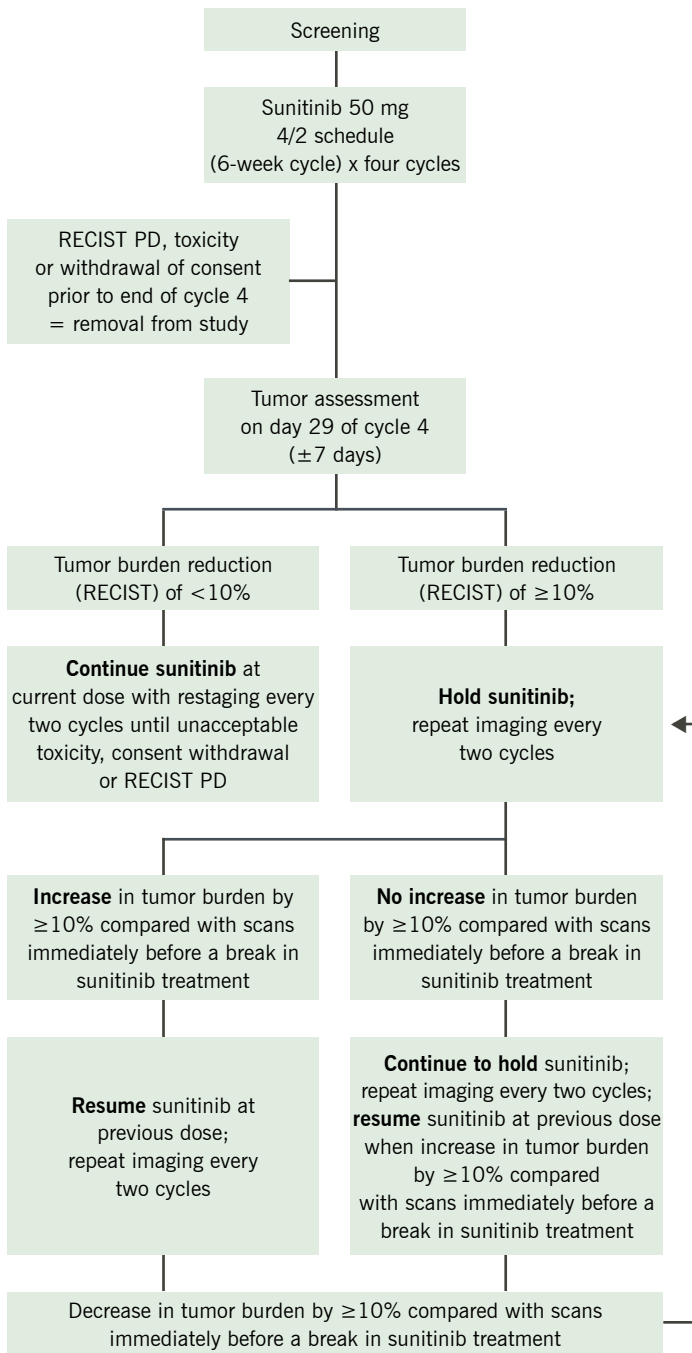 Screening
Sunitinib 50 mg
4/2 schedule
(6-week cycle) x four cycles
RECIST PD, toxicity
or withdrawal of consent
prior to end of cycle 4
= removal from study
Tumor assessment
on day 29 of cycle 4
(±7 days)
Tumor burden reduction
(RECIST) of <10%
Tumor burden reduction
(RECIST) of ≥10%
Continue sunitinib at
current dose with restaging every
two cycles until unacceptable
toxicity, consent withdrawal
or RECIST PD
Hold sunitinib;
repeat imaging every
two cycles
Increase in tumor burden by
≥10% compared with scans
immediately before a break in
sunitinib treatment
No increase in tumor burden
by ≥10% compared with scans
immediately before a break in
sunitinib treatment
Resume sunitinib at
previous dose;
repeat imaging every
two cycles
Continue to hold sunitinib;
repeat imaging every two cycles;
resume sunitinib at previous dose
when increase in tumor burden
by ≥10% compared
with scans immediately before a
break in sunitinib treatment
Decrease in tumor burden by ≥10% compared with scans
immediately before a break in sunitinib treatment